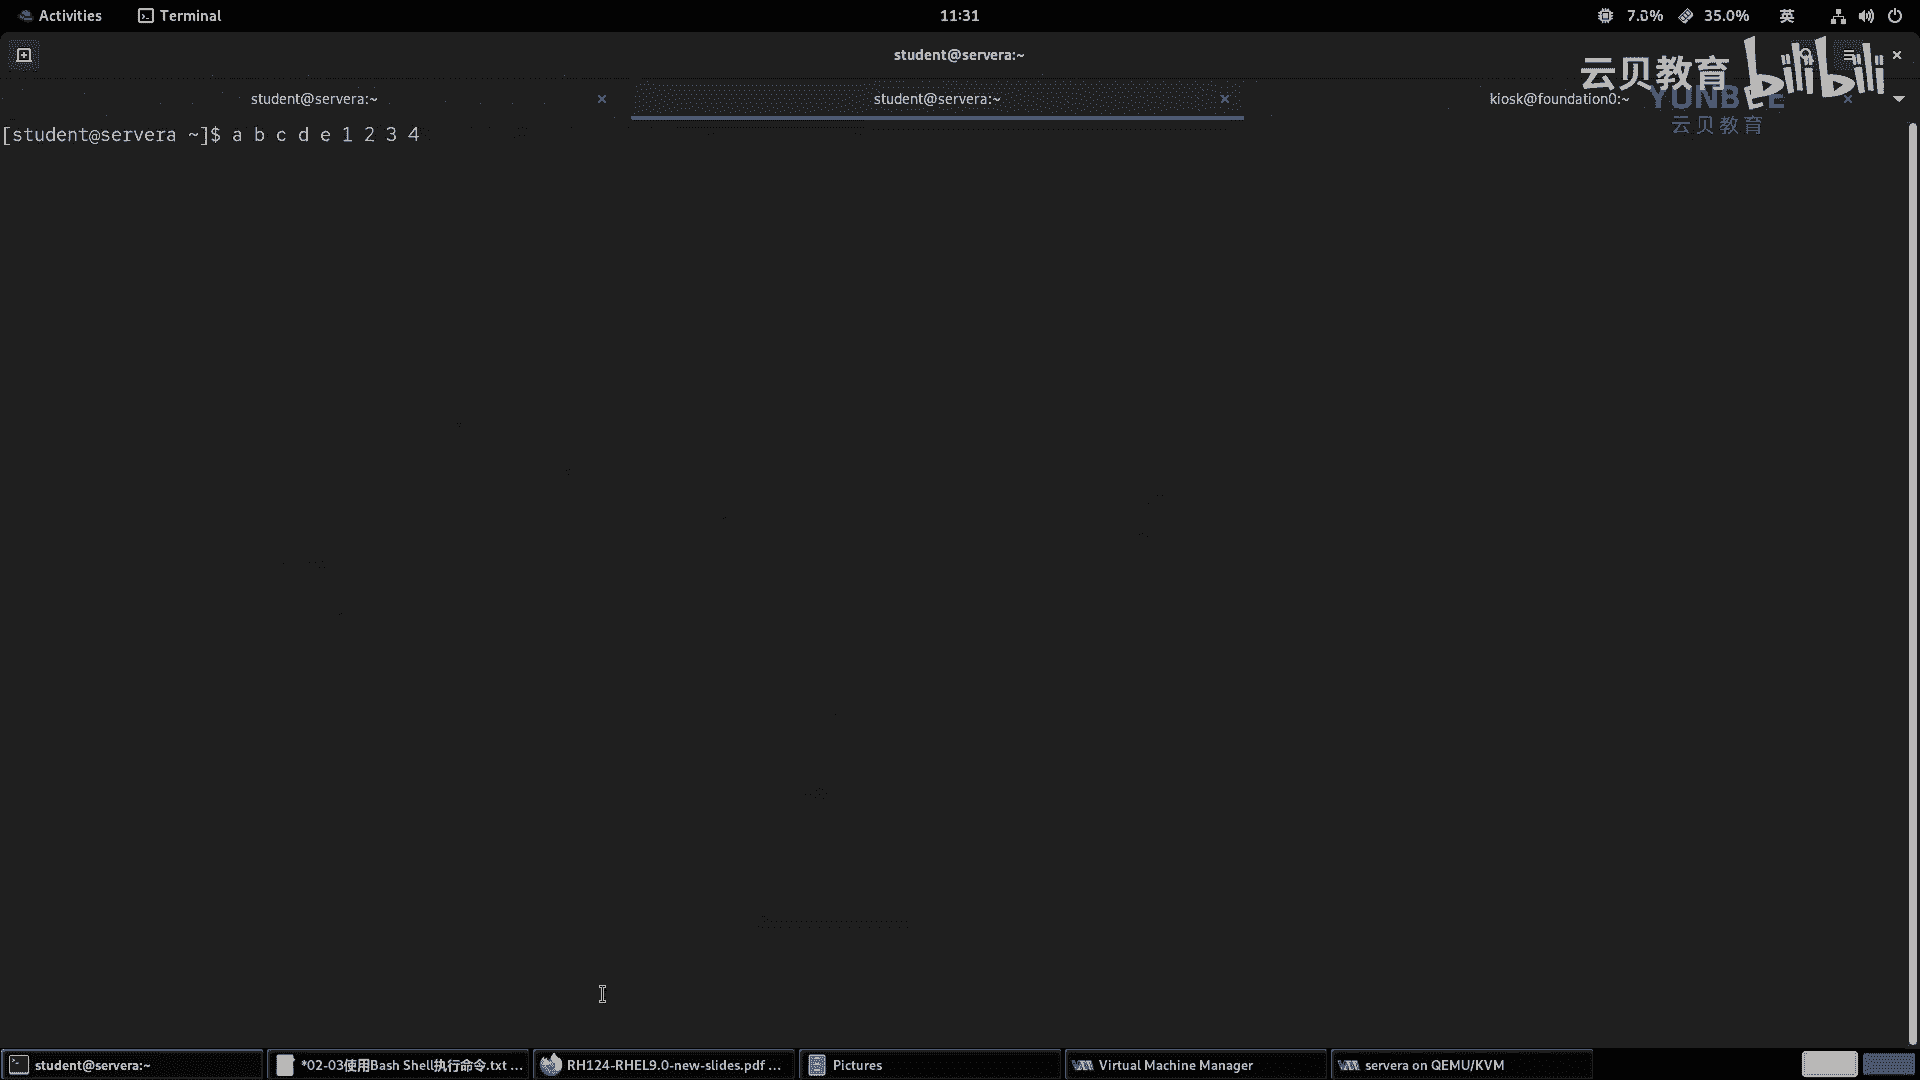 Activities Terminal 11:31 7.0% 35.0% 英
student@servera:~
云贝教育 bilibili
student@servera:~ student@servera:~ kiosk@foundation0:~
云贝教育
[student@servera ~]$ a b c d e 1 2 3 4
student@servera:~ *02-03使用Bash Shell执行命令.txt ... RH124-RHEL9.0-new-slides.pdf ... Pictures Virtual Machine Manager servera on QEMU/KVM